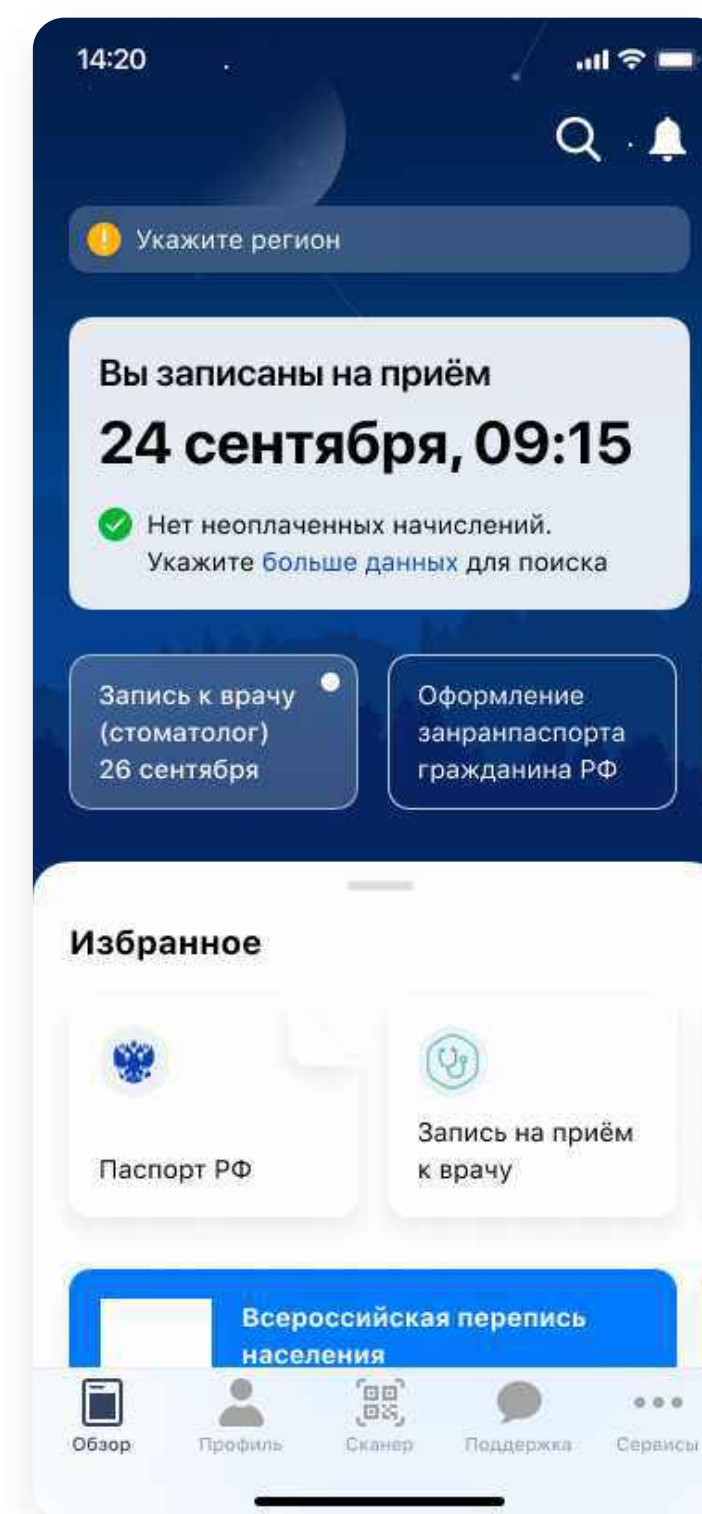 14:20
Укажите регион
Вы записаны на приём
24 сентября, 09:15
Нет неоплаченных начислений.
Укажите больше данных для поиска
Запись к врачу
(стоматолог)
26 сентября
Оформление
занранпаспорта
гражданина РФ
Избранное
Паспорт РФ
Запись на приём
к врачу
Всероссийская перепись
населения
Обзор
Профиль
Сканер
Поддержка
Сервисы